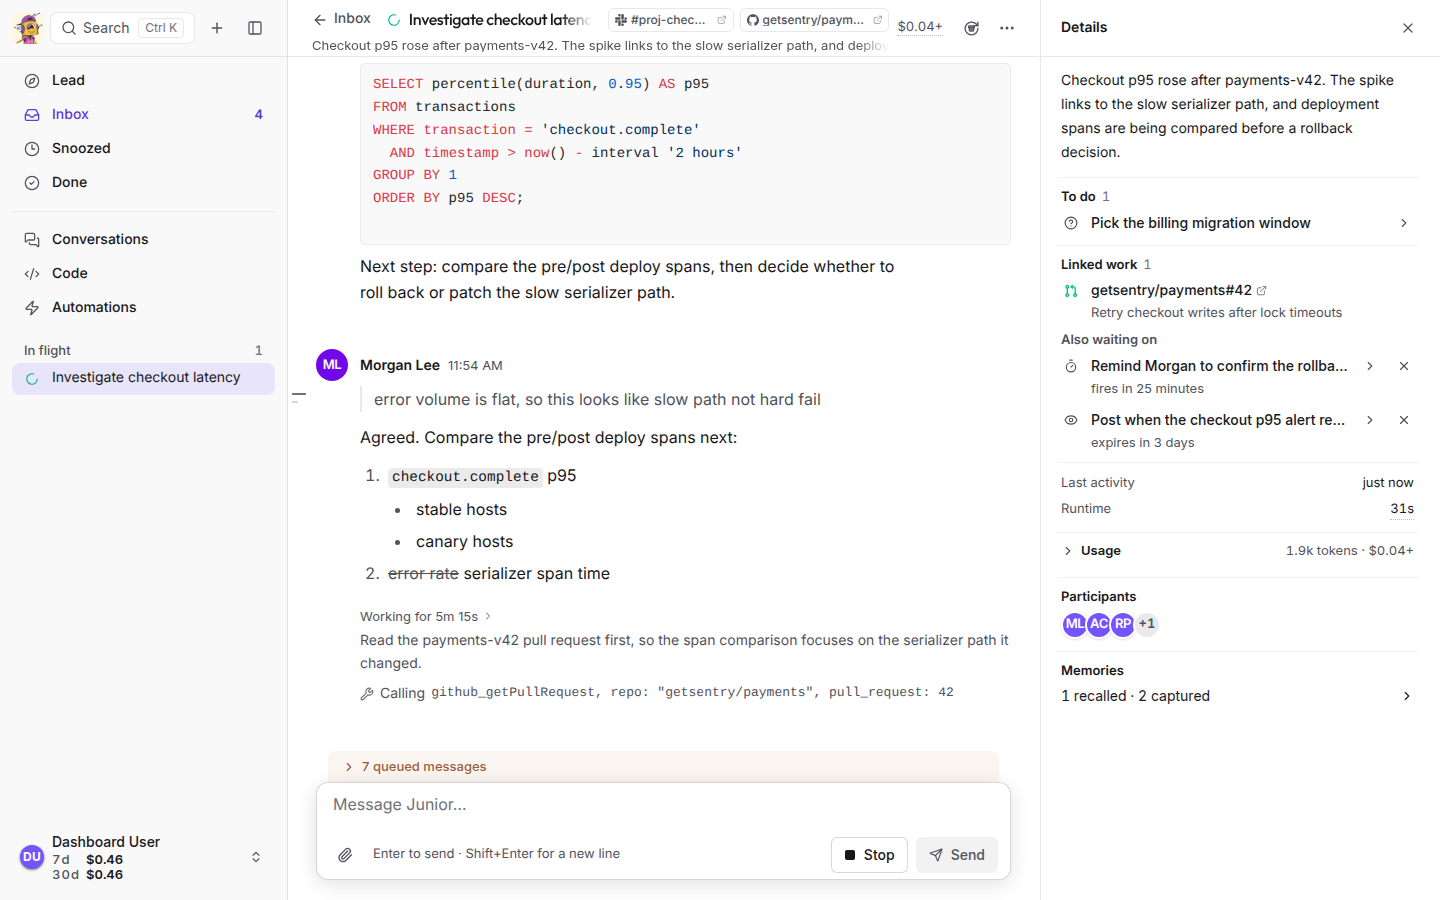 Search Ctrl K
Lead
Inbox 4
Snoozed
Done
Conversations
Code
Automations
In flight 1
Investigate checkout latency
DU Dashboard User
7d $0.46
30d $0.46
Inbox Investigate checkout laten #proj-chec... getsentry/paym... $0.04+
Checkout p95 rose after payments-v42. The spike links to the slow serializer path, and deploy
SELECT percentile(duration, 0.95) AS p95
FROM transactions
WHERE transaction = 'checkout.complete'
AND timestamp > now() - interval '2 hours'
GROUP BY 1
ORDER BY p95 DESC;
Next step: compare the pre/post deploy spans, then decide whether to
roll back or patch the slow serializer path.
ML Morgan Lee 11:54 AM
error volume is flat, so this looks like slow path not hard fail
Agreed. Compare the pre/post deploy spans next:
1. checkout.complete p95
• stable hosts
• canary hosts
2. error rate serializer span time
Working for 5m 15s
Read the payments-v42 pull request first, so the span comparison focuses on the serializer path it
changed.
Calling github_getPullRequest, repo: "getsentry/payments", pull_request: 42
7 queued messages
Message Junior...
Enter to send · Shift+Enter for a new line Stop Send
Details
Checkout p95 rose after payments-v42. The spike
links to the slow serializer path, and deployment
spans are being compared before a rollback
decision.
To do 1
Pick the billing migration window
Linked work 1
getsentry/payments#42
Retry checkout writes after lock timeouts
Also waiting on
Remind Morgan to confirm the rollba...
fires in 25 minutes
Post when the checkout p95 alert re...
expires in 3 days
Last activity just now
Runtime 31s
Usage 1.9k tokens · $0.04+
Participants
ML AC RP +1
Memories
1 recalled · 2 captured